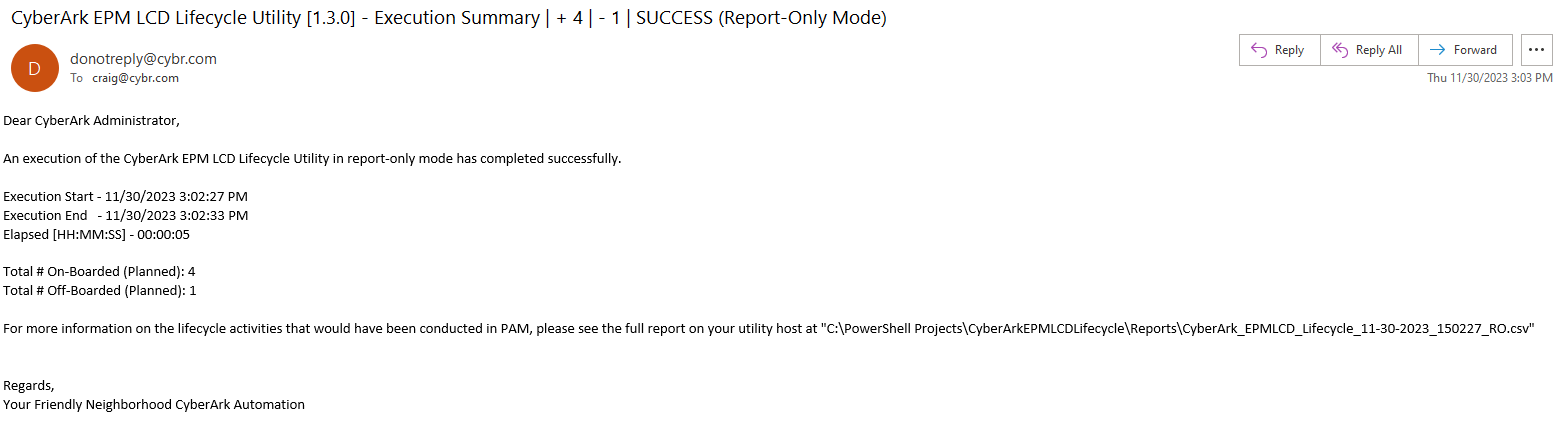 CyberArk EPM LCD Lifecycle Utility [1.3.0] - Execution Summary | + 4 | - 1 | SUCCESS (Report-Only Mode)
D
donotreply@cybr.com
To craig@cybr.com
Reply
Reply All
Forward
Thu 11/30/2023 3:03 PM
Dear CyberArk Administrator,
An execution of the CyberArk EPM LCD Lifecycle Utility in report-only mode has completed successfully.
Execution Start - 11/30/2023 3:02:27 PM
Execution End - 11/30/2023 3:02:33 PM
Elapsed [HH:MM:SS] - 00:00:05
Total # On-Boarded (Planned): 4
Total # Off-Boarded (Planned): 1
For more information on the lifecycle activities that would have been conducted in PAM, please see the full report on your utility host at "C:\PowerShell Projects\CyberArkEPMLCDLifecycle\Reports\CyberArk_EPMLCD_Lifecycle_11-30-2023_150227_RO.csv"
Regards,
Your Friendly Neighborhood CyberArk Automation